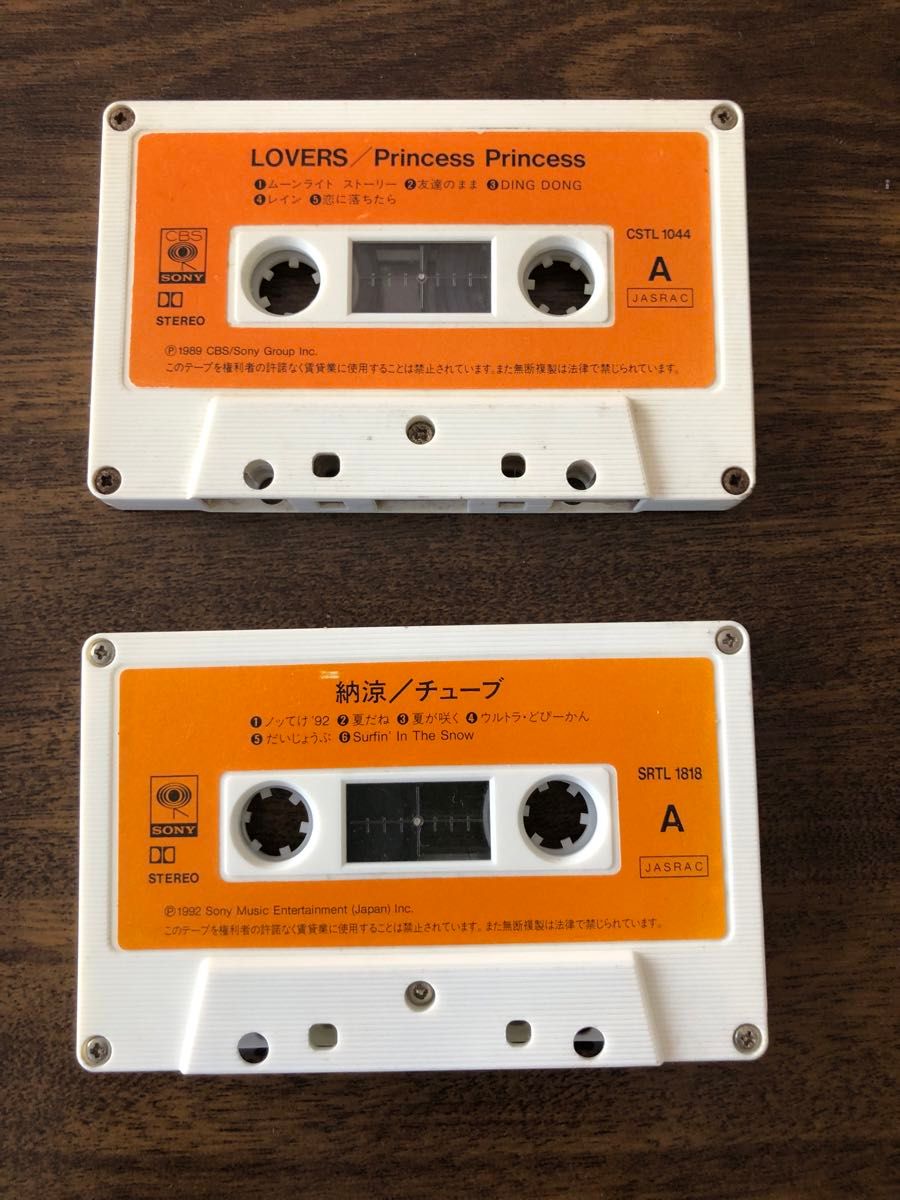 LOVERS/Princess Princess
❶ムーンライト ストーリー ❷友達のまま ❸DING DONG
❹レイン ❺恋に落ちたら
CBS
SONY
STEREO
CSTL 1044
A
JASRAC
Ⓟ1989 CBS/Sony Group Inc.
このテープを権利者の許諾なく賃貸業に使用することは禁止されています。また無断複製は法律で禁じられています。
納涼/チューブ
❶ノッてけ'92 ❷夏だね ❸夏が咲く ❹ウルトラ・どぴーかん
❺だいじょうぶ ❻Surfin' In The Snow
SONY
STEREO
SRTL 1818
A
JASRAC
Ⓟ1992 Sony Music Entertainment (Japan) Inc.
このテープを権利者の許諾なく賃貸業に使用することは禁止されています。また無断複製は法律で禁じられています。